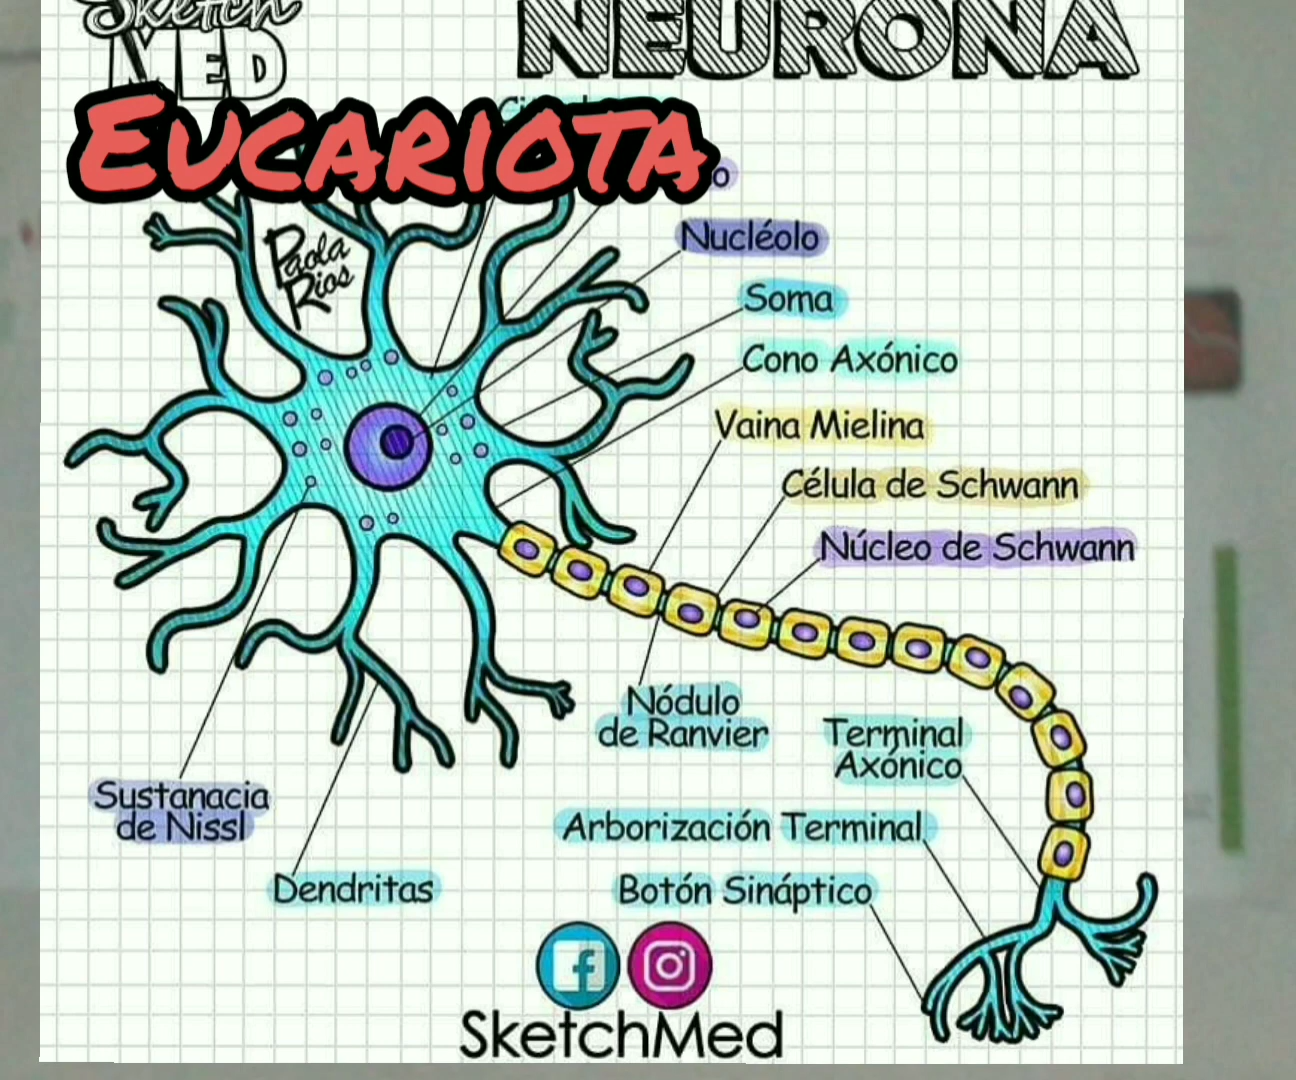 Sketch
MED
NEURONA
EUCARIOTA
Nucléolo
Paola
Rios
Soma
Cono Axónico
Vaina Mielina
Célula de Schwann
Núcleo de Schwann
Nódulo
de Ranvier
Terminal
Axónico
Sustanacia
de Nissl
Arborización Terminal
Dendritas
Botón Sináptico
SketchMed